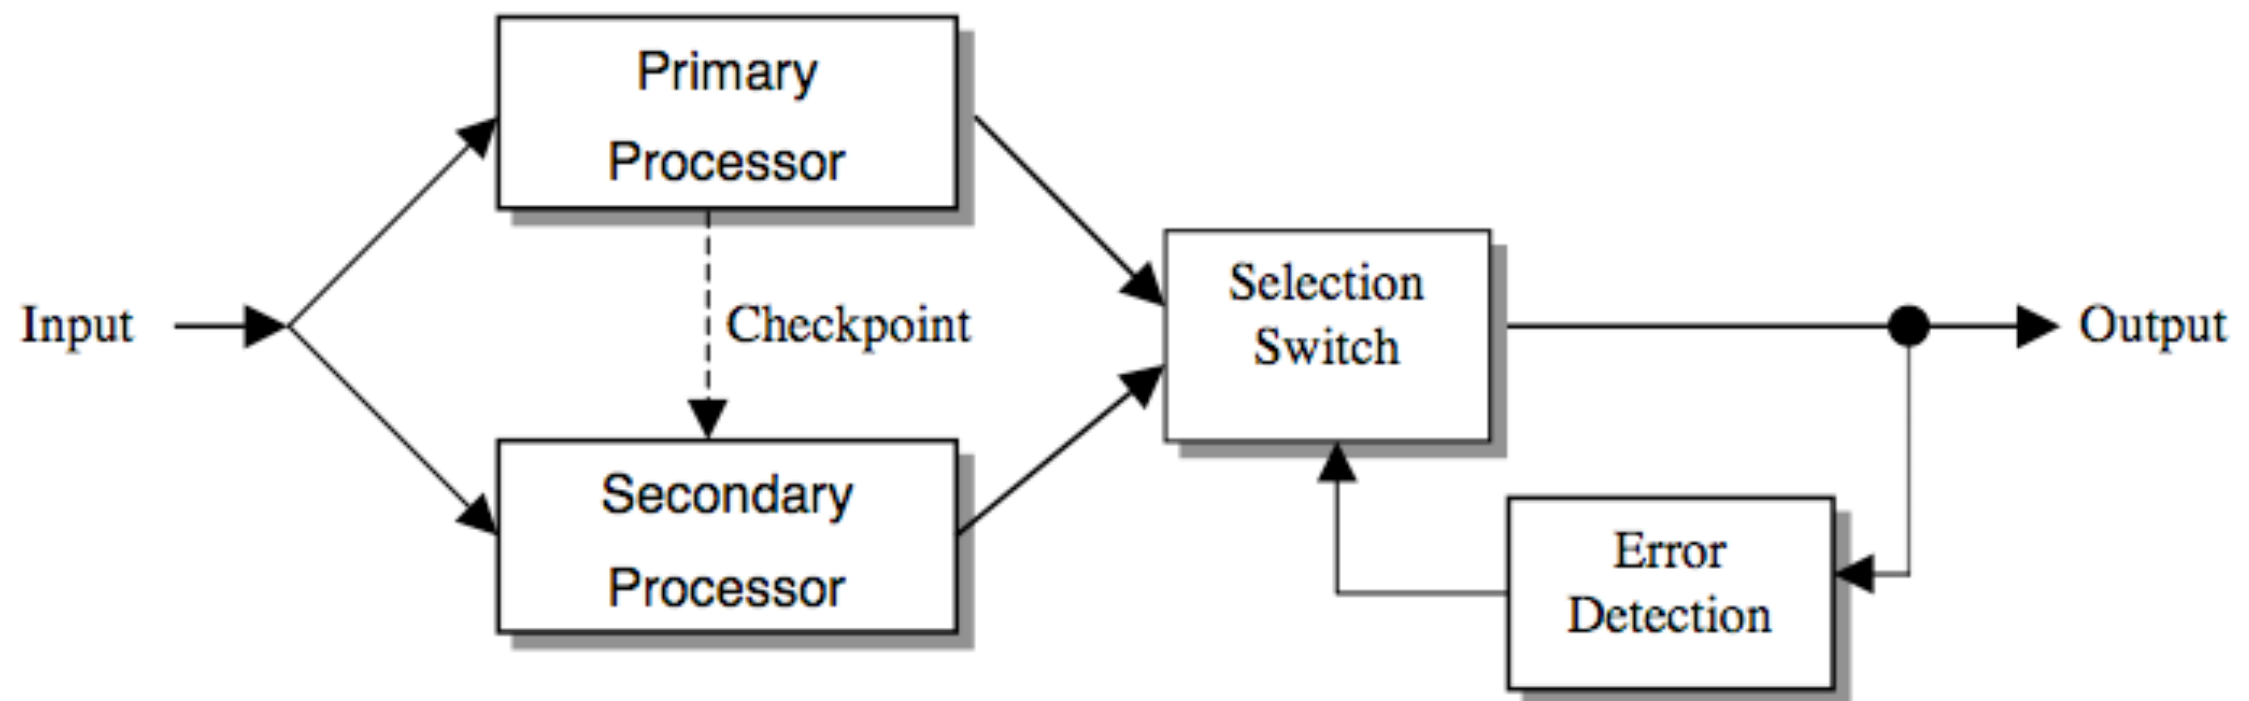 Primary
Processor
Input
Checkpoint
Selection
Switch
Output
Secondary
Processor
Error
Detection